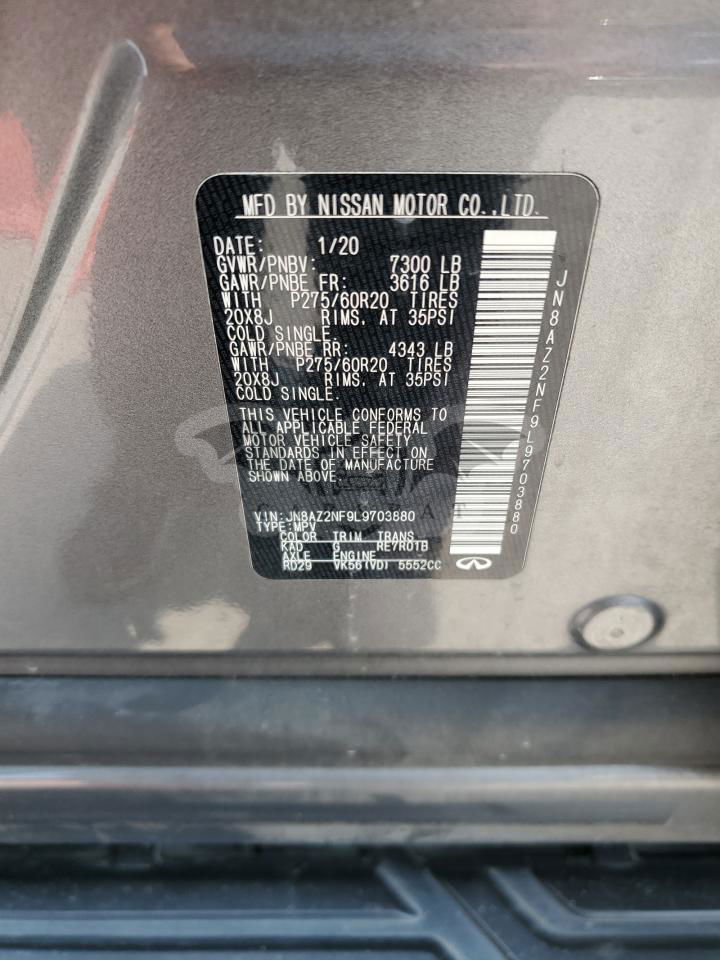 MFD BY NISSAN MOTOR CO.,LTD.
DATE: 1/20
GVWR/PNBV: 7300 LB
GAWR/PNBE FR: 3616 LB
WITH P275/60R20 TIRES
20X8J RIMS. AT 35PSI
COLD SINGLE.
GAWR/PNBE RR: 4343 LB
WITH P275/60R20 TIRES
20X8J RIMS. AT 35PSI
COLD SINGLE.
THIS VEHICLE CONFORMS TO
ALL APPLICABLE FEDERAL
MOTOR VEHICLE SAFETY
STANDARDS IN EFFECT ON
THE DATE OF MANUFACTURE
SHOWN ABOVE.
VIN:JN8AZ2NF9L9703880
TYPE:MPV
COLOR TRIM TRANS
KAD G RE7R01B
AXLE ENGINE
RD29 VK56(VD) 5552CC
JN8AZ2NF9L9703880